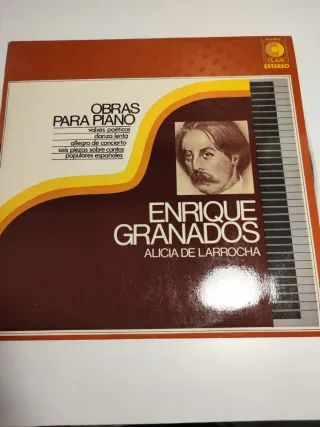 CLAVE
ESTEREO
OBRAS
PARA PIANO
valses poéticos
danza lenta
allegro de concierto
seis piezas sobre cantos
populares españoles
ENRIQUE
GRANADOS
ALICIA DE LARROCHA